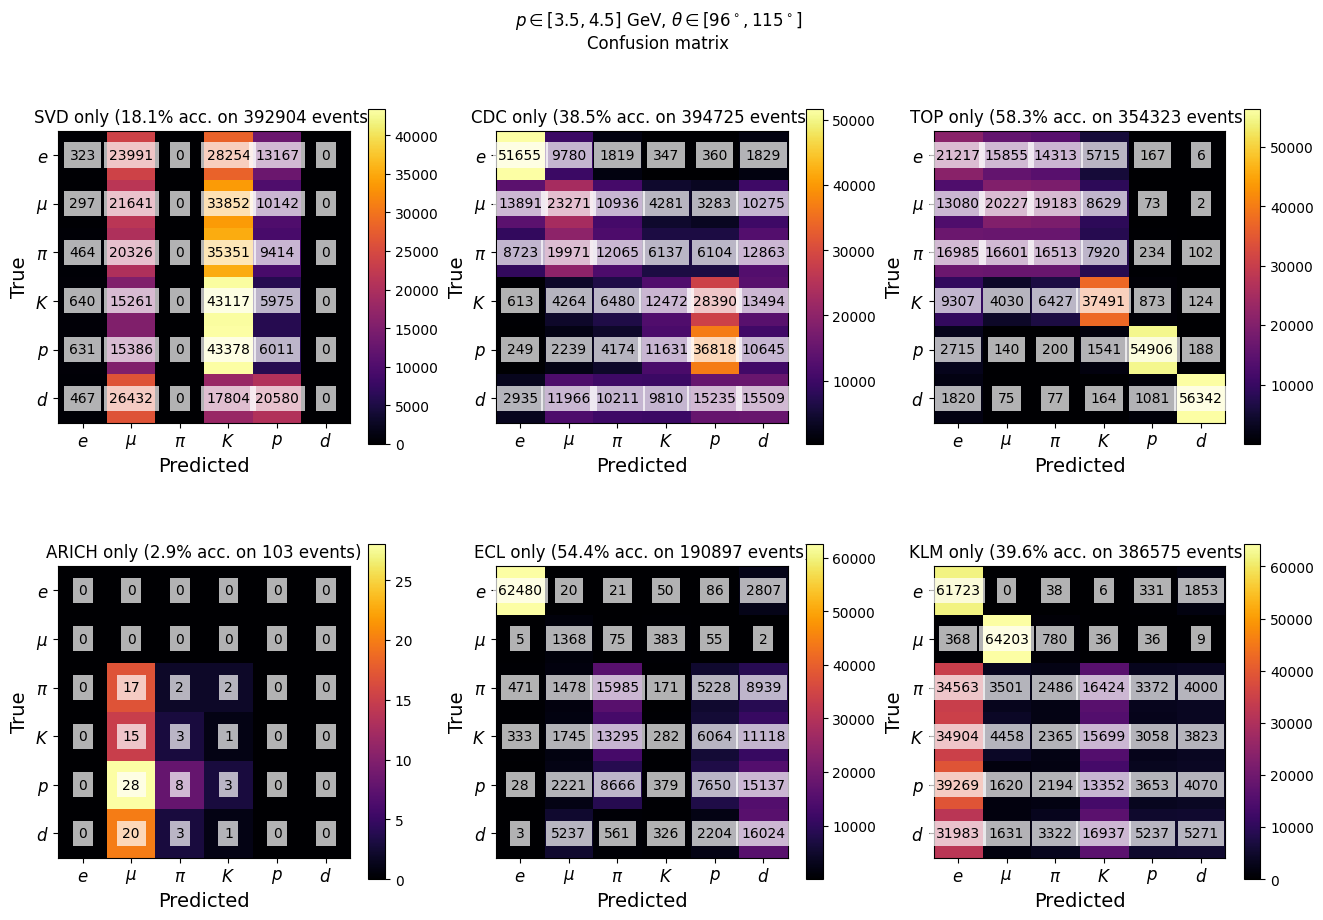 p ∈ [3.5, 4.5] GeV, θ ∈ [96°, 115°]
Confusion matrix
SVD only (18.1% acc. on 392904 events
True
e 323 23991 0 28254 13167 0
μ 297 21641 0 33852 10142 0
π 464 20326 0 35351 9414 0
K 640 15261 0 43117 5975 0
p 631 15386 0 43378 6011 0
d 467 26432 0 17804 20580 0
e μ π K p d
Predicted
40000
35000
30000
25000
20000
15000
10000
5000
0
CDC only (38.5% acc. on 394725 events
True
e 51655 9780 1819 347 360 1829
μ 13891 23271 10936 4281 3283 10275
π 8723 19971 12065 6137 6104 12863
K 613 4264 6480 12472 28390 13494
p 249 2239 4174 11631 36818 10645
d 2935 11966 10211 9810 15235 15509
e μ π K p d
Predicted
50000
40000
30000
20000
10000
TOP only (58.3% acc. on 354323 events
True
e 21217 15855 14313 5715 167 6
μ 13080 20227 19183 8629 73 2
π 16985 16601 16513 7920 234 102
K 9307 4030 6427 37491 873 124
p 2715 140 200 1541 54906 188
d 1820 75 77 164 1081 56342
e μ π K p d
Predicted
50000
40000
30000
20000
10000
ARICH only (2.9% acc. on 103 events)
True
e 0 0 0 0 0 0
μ 0 0 0 0 0 0
π 0 17 2 2 0 0
K 0 15 3 1 0 0
p 0 28 8 3 0 0
d 0 20 3 1 0 0
e μ π K p d
Predicted
25
20
15
10
5
0
ECL only (54.4% acc. on 190897 events
True
e 62480 20 21 50 86 2807
μ 5 1368 75 383 55 2
π 471 1478 15985 171 5228 8939
K 333 1745 13295 282 6064 11118
p 28 2221 8666 379 7650 15137
d 3 5237 561 326 2204 16024
e μ π K p d
Predicted
60000
50000
40000
30000
20000
10000
KLM only (39.6% acc. on 386575 events
True
e 61723 0 38 6 331 1853
μ 368 64203 780 36 36 9
π 34563 3501 2486 16424 3372 4000
K 34904 4458 2365 15699 3058 3823
p 39269 1620 2194 13352 3653 4070
d 31983 1631 3322 16937 5237 5271
e μ π K p d
Predicted
60000
50000
40000
30000
20000
10000
0